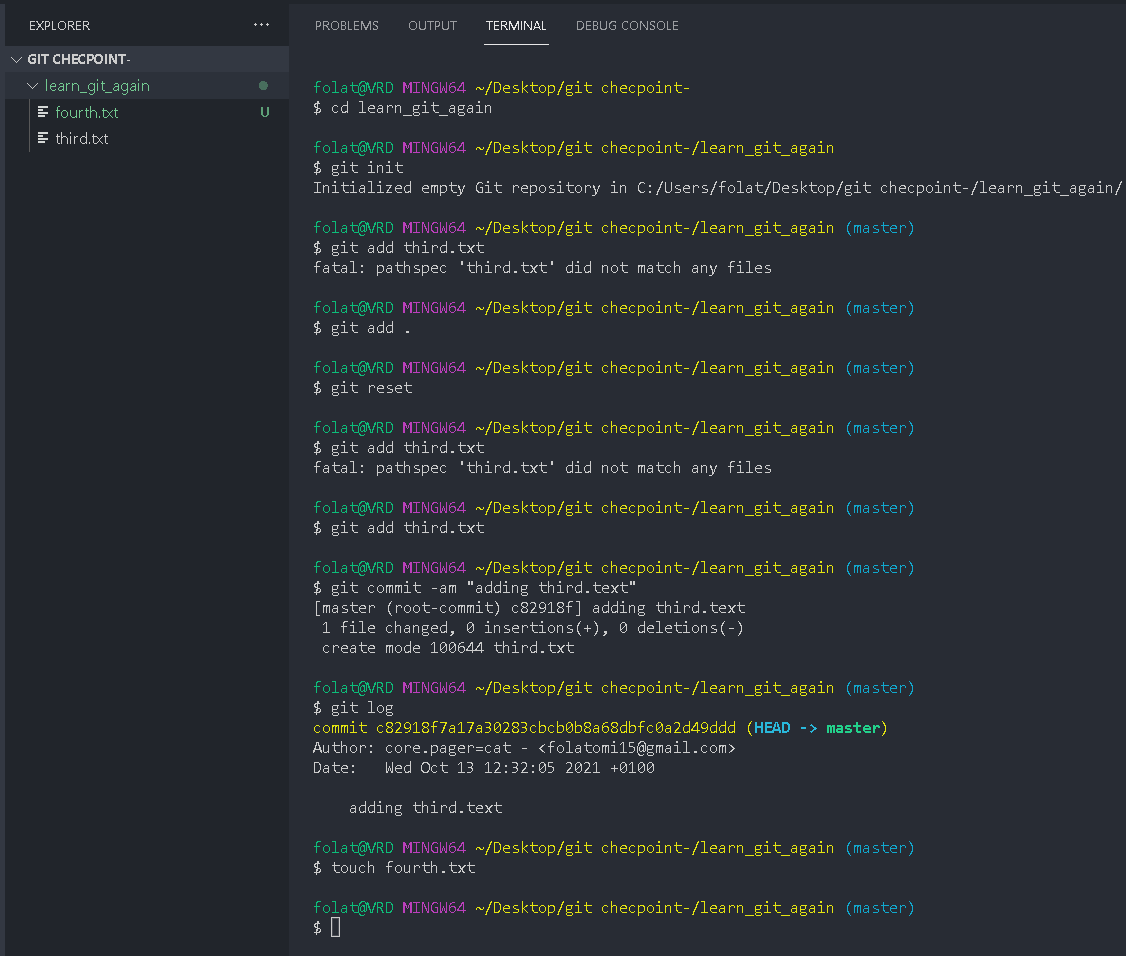 EXPLORER ...
GIT CHECPOINT-
learn_git_again
fourth.txt U
third.txt
PROBLEMS OUTPUT TERMINAL DEBUG CONSOLE
folat@VRD MINGW64 ~/Desktop/git checpoint-
$ cd learn_git_again
folat@VRD MINGW64 ~/Desktop/git checpoint-/learn_git_again
$ git init
Initialized empty Git repository in C:/Users/folat/Desktop/git checpoint-/learn_git_again/
folat@VRD MINGW64 ~/Desktop/git checpoint-/learn_git_again (master)
$ git add third.txt
fatal: pathspec 'third.txt' did not match any files
folat@VRD MINGW64 ~/Desktop/git checpoint-/learn_git_again (master)
$ git add .
folat@VRD MINGW64 ~/Desktop/git checpoint-/learn_git_again (master)
$ git reset
folat@VRD MINGW64 ~/Desktop/git checpoint-/learn_git_again (master)
$ git add third.txt
fatal: pathspec 'third.txt' did not match any files
folat@VRD MINGW64 ~/Desktop/git checpoint-/learn_git_again (master)
$ git add third.txt
folat@VRD MINGW64 ~/Desktop/git checpoint-/learn_git_again (master)
$ git commit -am "adding third.text"
[master (root-commit) c82918f] adding third.text
1 file changed, 0 insertions(+), 0 deletions(-)
create mode 100644 third.txt
folat@VRD MINGW64 ~/Desktop/git checpoint-/learn_git_again (master)
$ git log
commit c82918f7a17a30283cbcb0b8a68dbfc0a2d49ddd (HEAD -> master)
Author: core.pager=cat - <folatomi15@gmail.com>
Date: Wed Oct 13 12:32:05 2021 +0100
adding third.text
folat@VRD MINGW64 ~/Desktop/git checpoint-/learn_git_again (master)
$ touch fourth.txt
folat@VRD MINGW64 ~/Desktop/git checpoint-/learn_git_again (master)
$